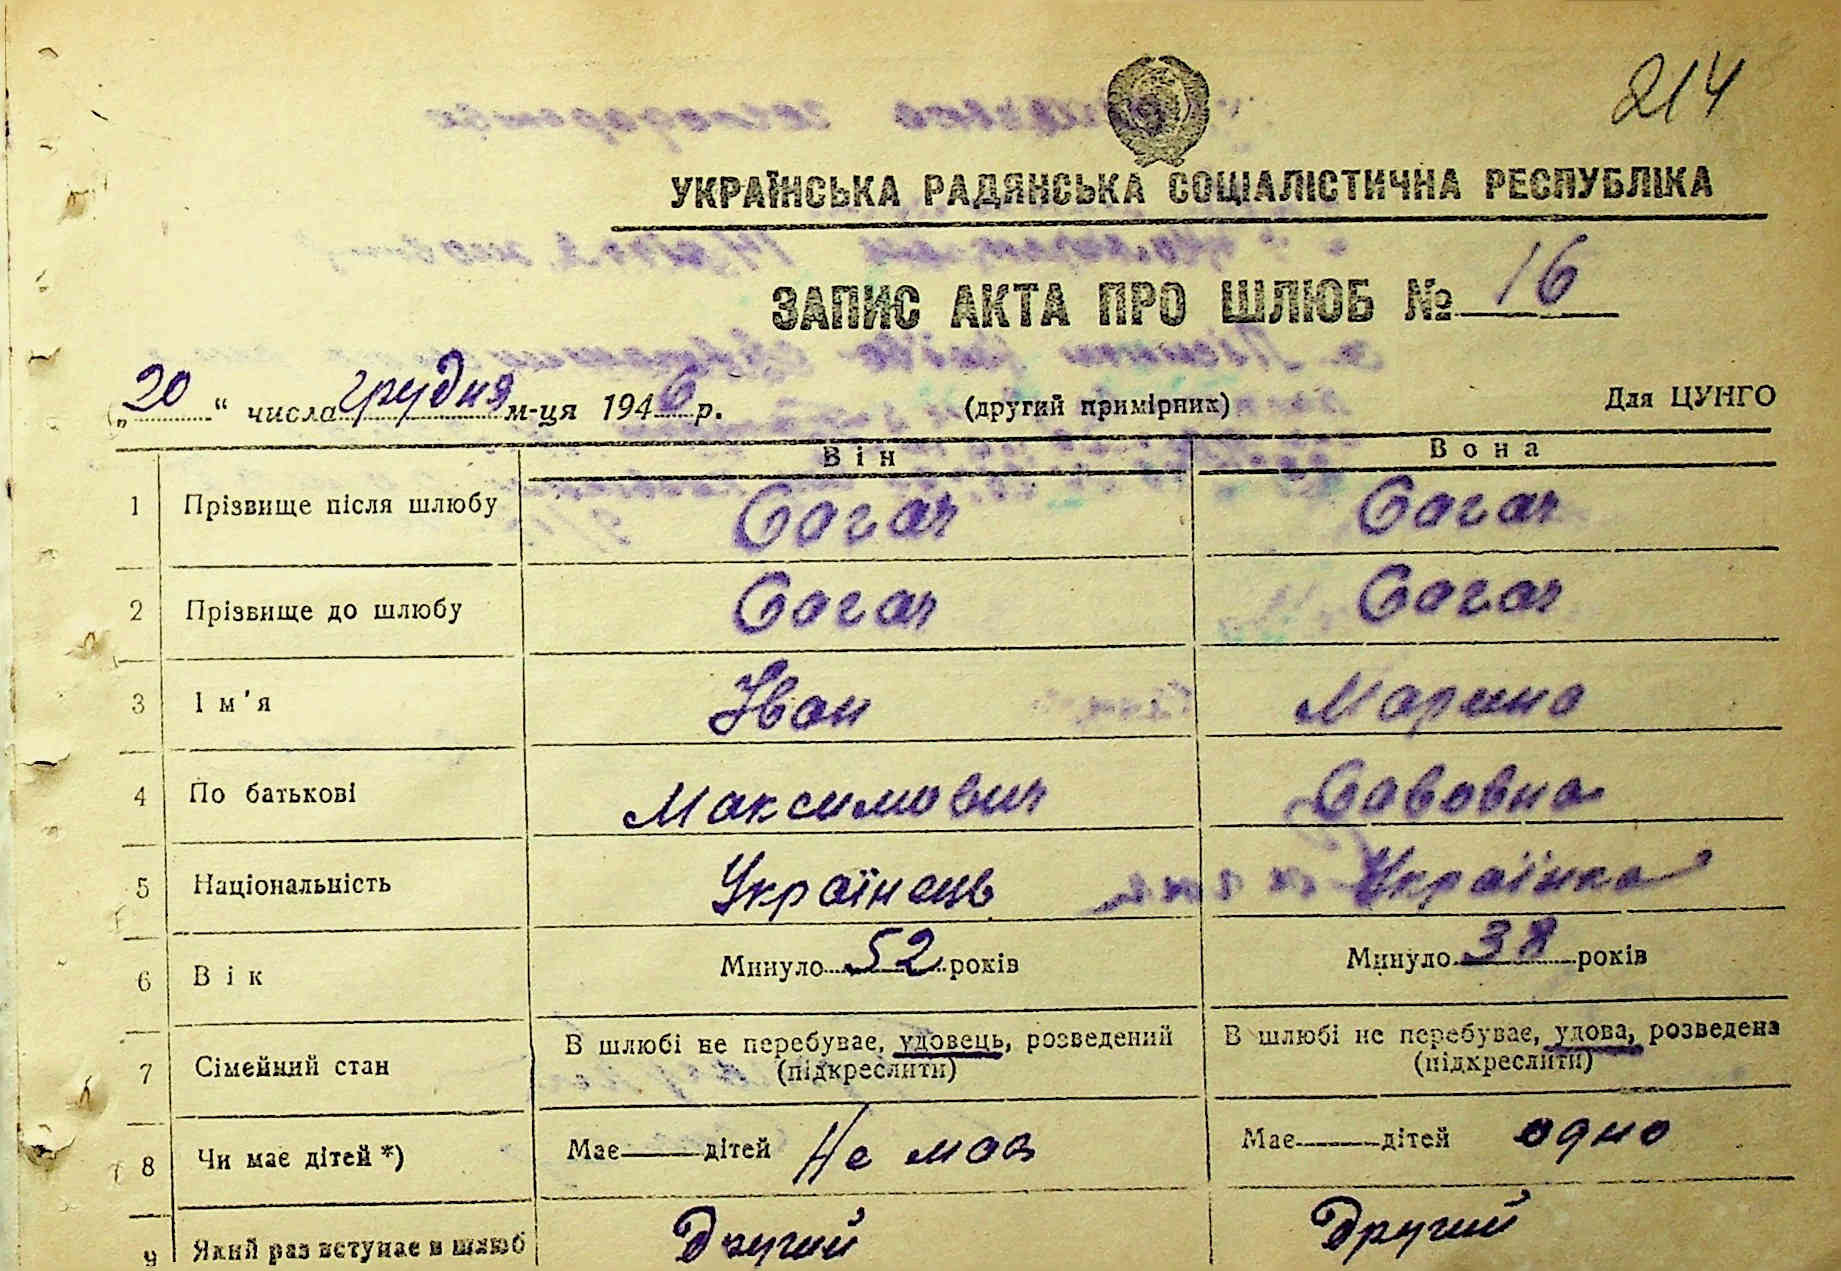 214
УКРАЇНСЬКА РАДЯНСЬКА СОЦІАЛІСТИЧНА РЕСПУБЛІКА
ЗАПИС АКТА ПРО ШЛЮБ № 16
„20“ числа грудня м-ця 1946 р. (другий примірник) Для ЦУНГО
Він Вона
1 Прізвище після шлюбу Согач Согач
2 Прізвище до шлюбу Согач Согач
3 Ім'я Іван Марина
4 По батькові Максимович Савовна
5 Національність Українець Українка
6 Вік Минуло 52 років Минуло 38 років
7 Сімейний стан В шлюбі не перебуває, удовець, розведений (підкреслити) В шлюбі не перебуває, удова, розведена (підкреслити)
8 Чи має дітей *) Має — дітей Не має Має — дітей одно
9 Який раз вступає в шлюб Другий Другий